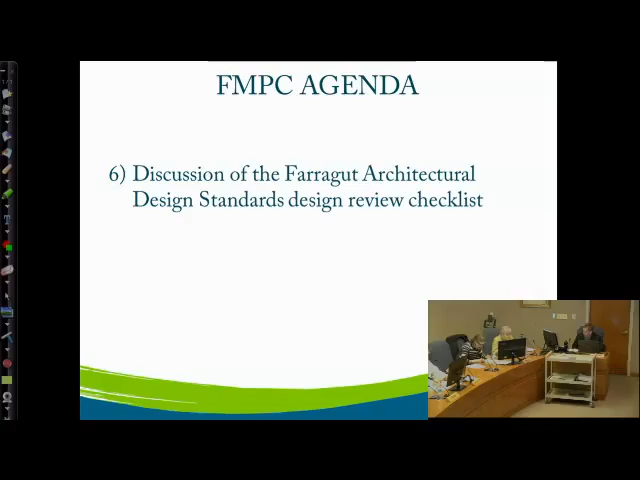 FMPC AGENDA
6) Discussion of the Farragut Architectural
Design Standards design review checklist